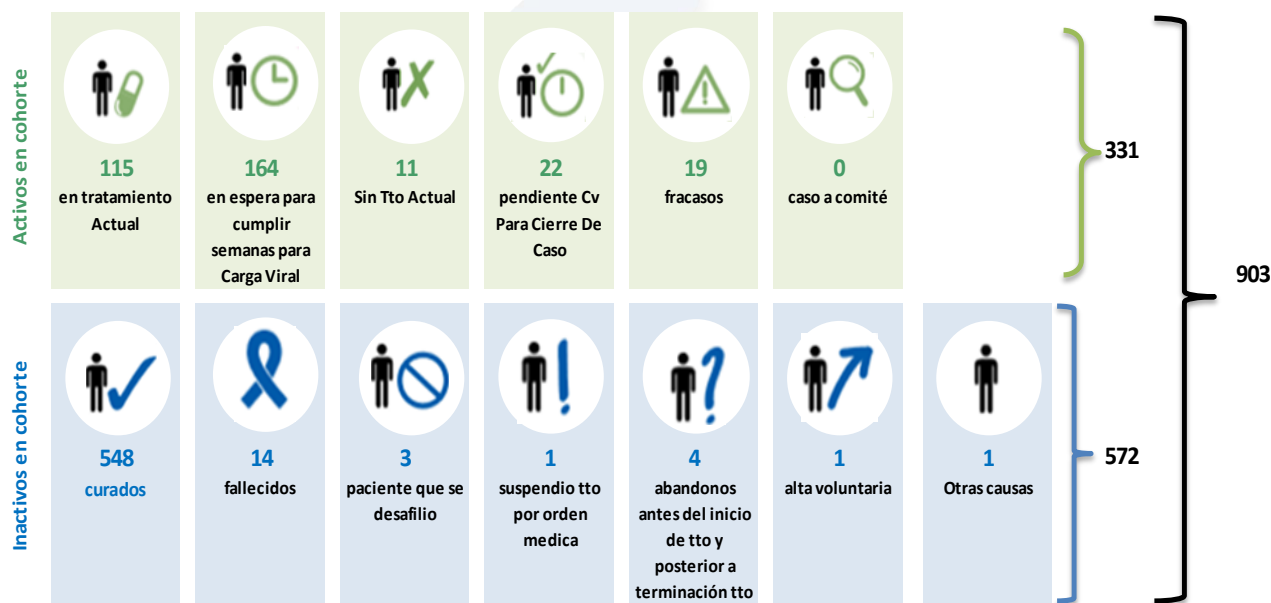 Activos en cohorte
115
en tratamiento
Actual
164
en espera para
cumplir
semanas para
Carga Viral
11
Sin Tto Actual
22
pendiente Cv
Para Cierre De
Caso
19
fracasos
0
caso a comité
331
903
Inactivos en cohorte
548
curados
14
fallecidos
3
paciente que se
desafilio
1
suspendio tto
por orden
medica
4
abandonos
antes del inicio
de tto y
posterior a
terminación tto
1
alta voluntaria
1
Otras causas
572